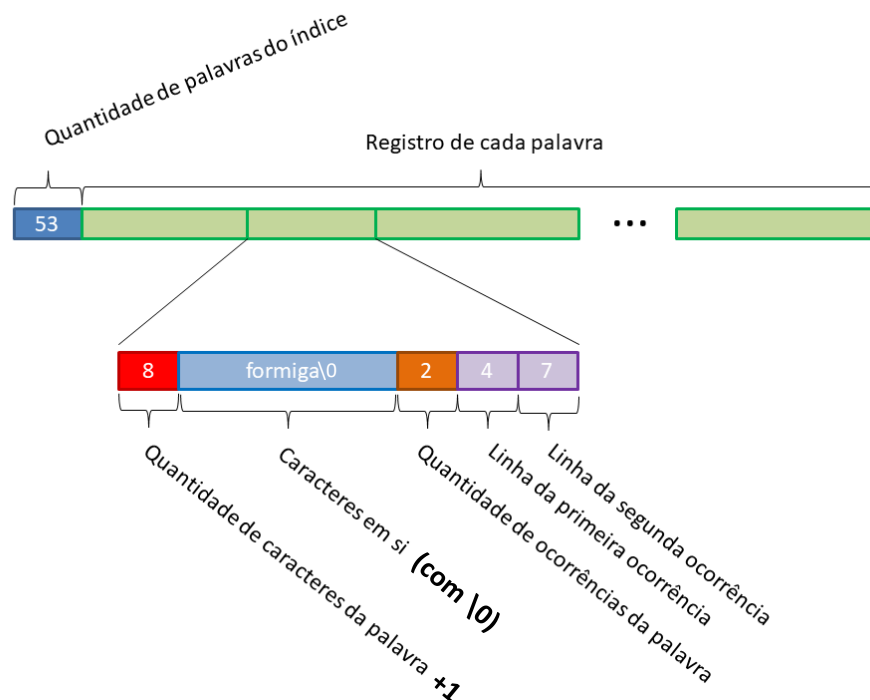 Quantidade de palavras do índice
Registro de cada palavra
53
...
8
formiga\0
2
4
7
Quantidade de caracteres da palavra +1
Caracteres em si (com \0)
Quantidade de ocorrências da palavra
Linha da primeira ocorrência
Linha da segunda ocorrência